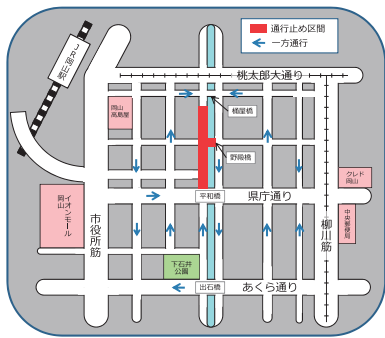 通行止め区間
一方通行
JR岡山駅
桃太郎大通り
岡山
高島屋
桶屋橋
野殿橋
クレド
岡山
イオンモール
岡山
平和橋
県庁通り
市役所筋
柳川筋
中央郵便局
下石井
公園
出石橋
あくら通り